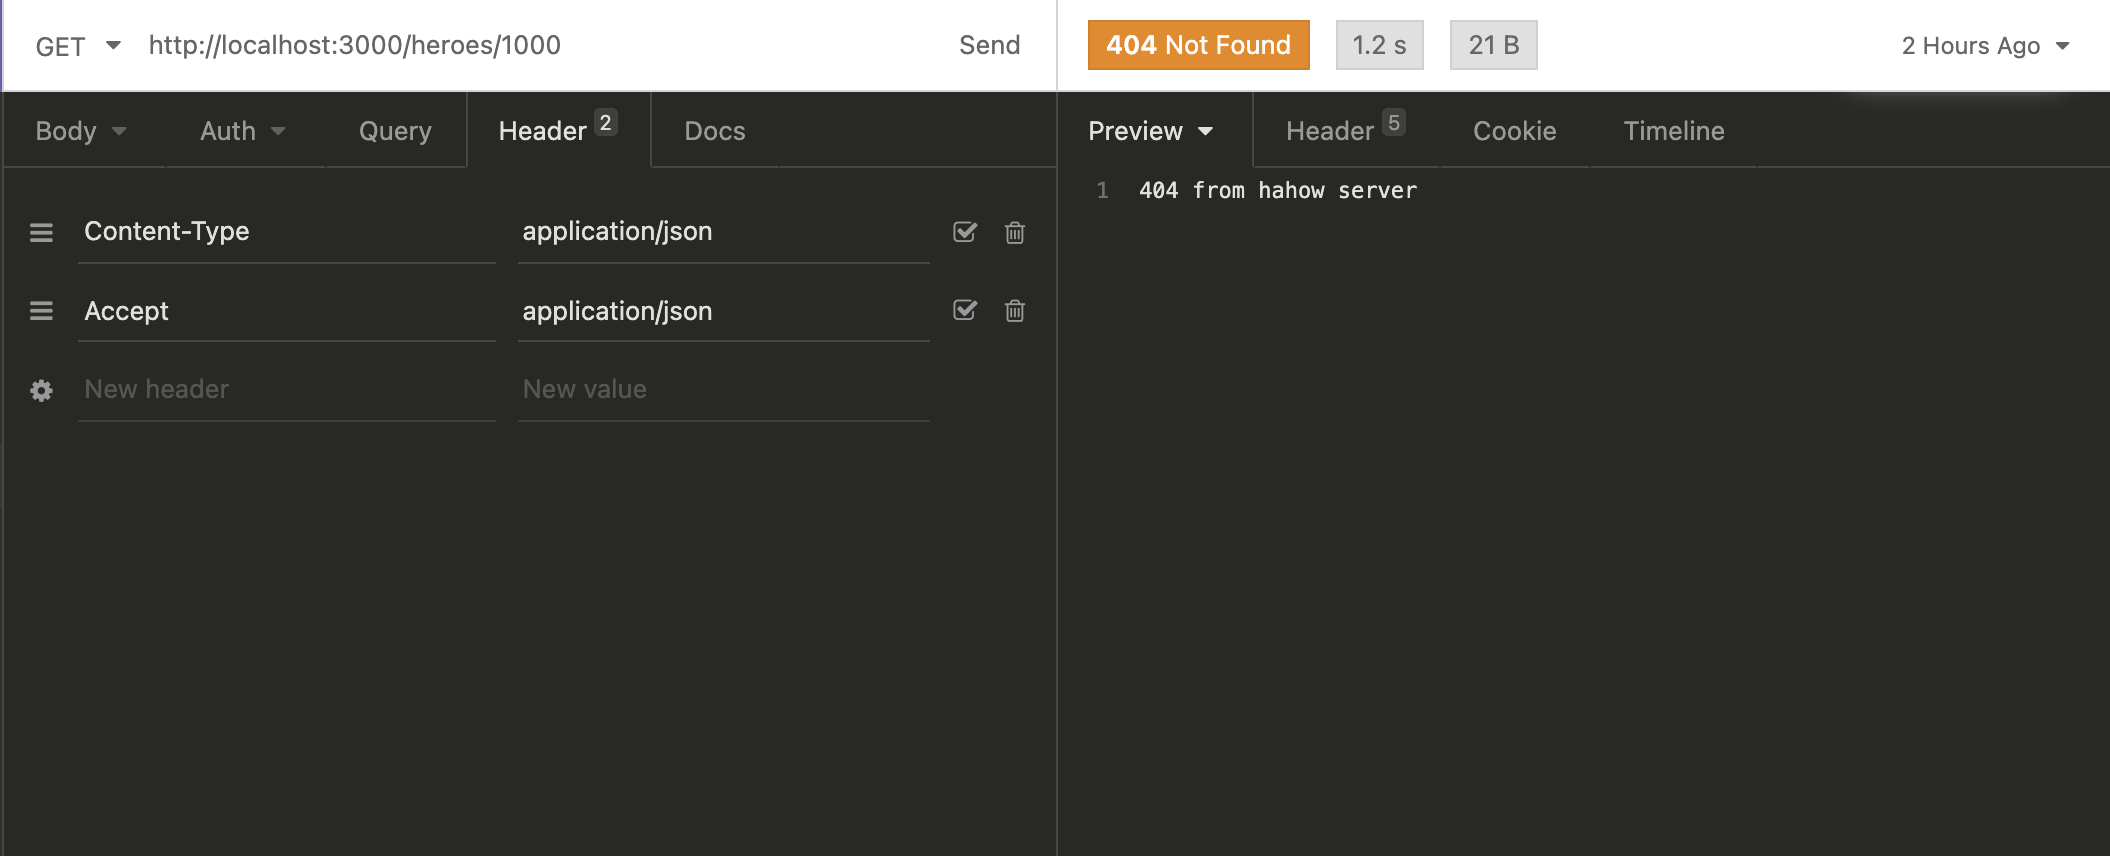 GET http://localhost:3000/heroes/1000 Send
404 Not Found 1.2 s 21 B 2 Hours Ago
Body Auth Query Header 2 Docs
Preview Header 5 Cookie Timeline
Content-Type application/json
Accept application/json
New header New value
1 404 from hahow server